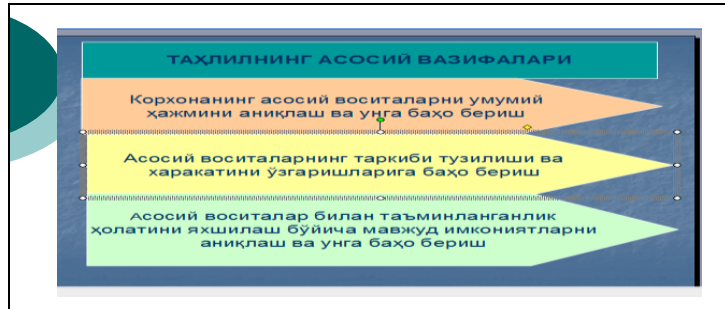 ТАҲЛИЛНИНГ АСОСИЙ ВАЗИФАЛАРИ
Корхонанинг асосий воситаларни умумий
ҳажмини аниқлаш ва унга баҳо бериш
Асосий воситаларнинг таркиби тузилиши ва
харакатини ўзгаришларига баҳо бериш
Асосий воситалар билан таъминланганлик
ҳолатини яхшилаш бўйича мавжуд имкониятларни
аниқлаш ва унга баҳо бериш